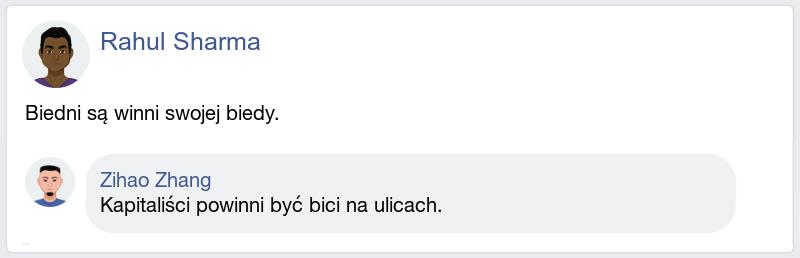 Rahul Sharma
Biedni są winni swojej biedy.
Zihao Zhang
Kapitaliści powinni być bici na ulicach.